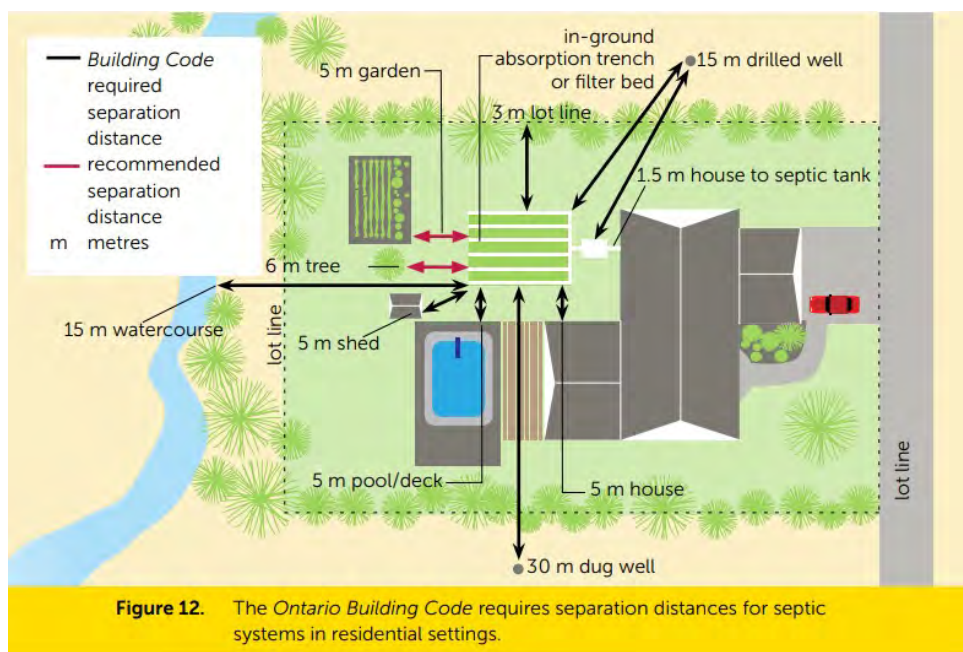 Building Code
required
separation
distance
recommended
separation
distance
m metres
in-ground
absorption trench
or filter bed
5 m garden
15 m drilled well
3 m lot line
1.5 m house to septic tank
6 m tree
15 m watercourse
lot line
5 m shed
5 m pool/deck
5 m house
lot line
30 m dug well
Figure 12. The Ontario Building Code requires separation distances for septic
systems in residential settings.